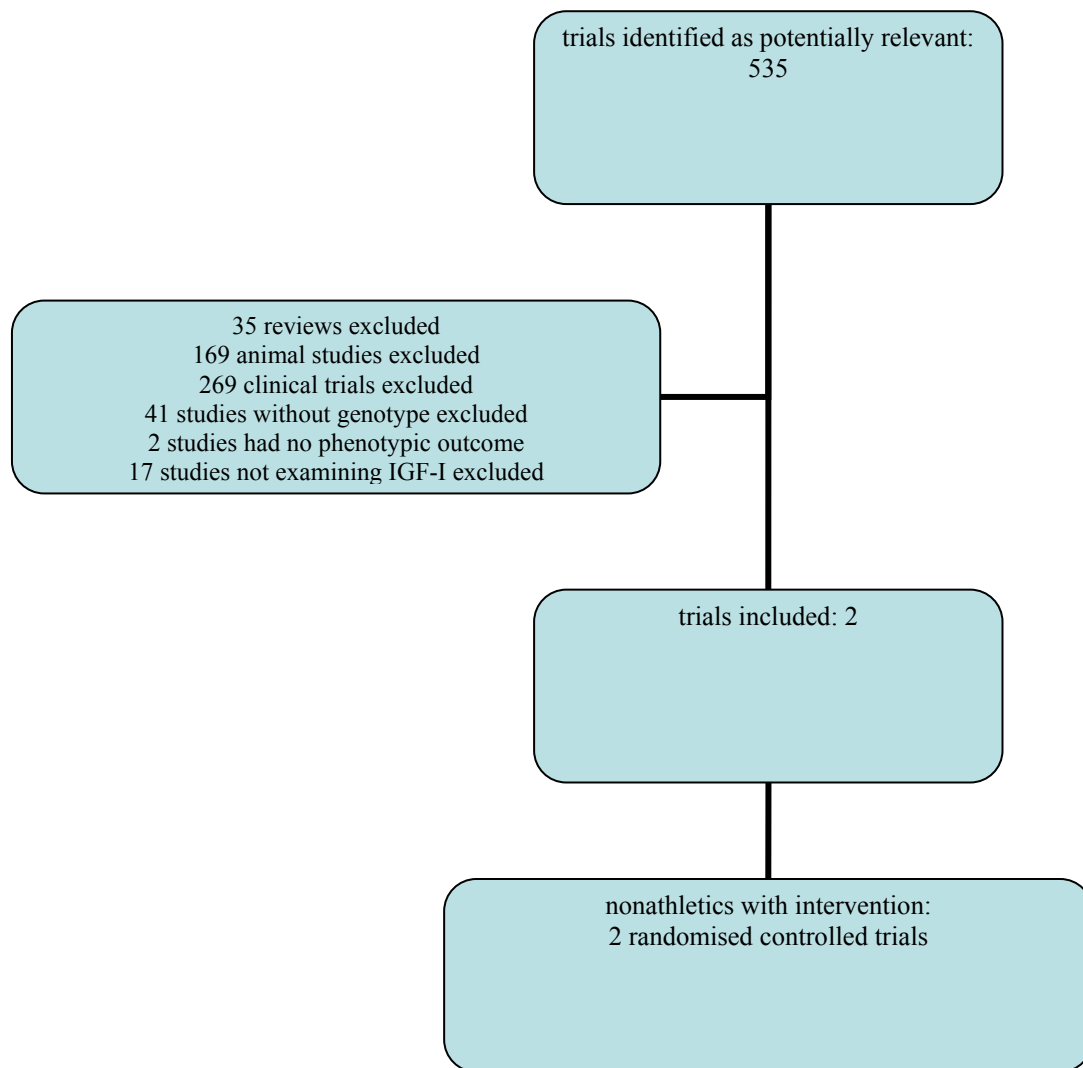 trials identified as potentially relevant:
535
35 reviews excluded
169 animal studies excluded
269 clinical trials excluded
41 studies without genotype excluded
2 studies had no phenotypic outcome
17 studies not examining IGF-I excluded
trials included: 2
nonathletics with intervention:
2 randomised controlled trials